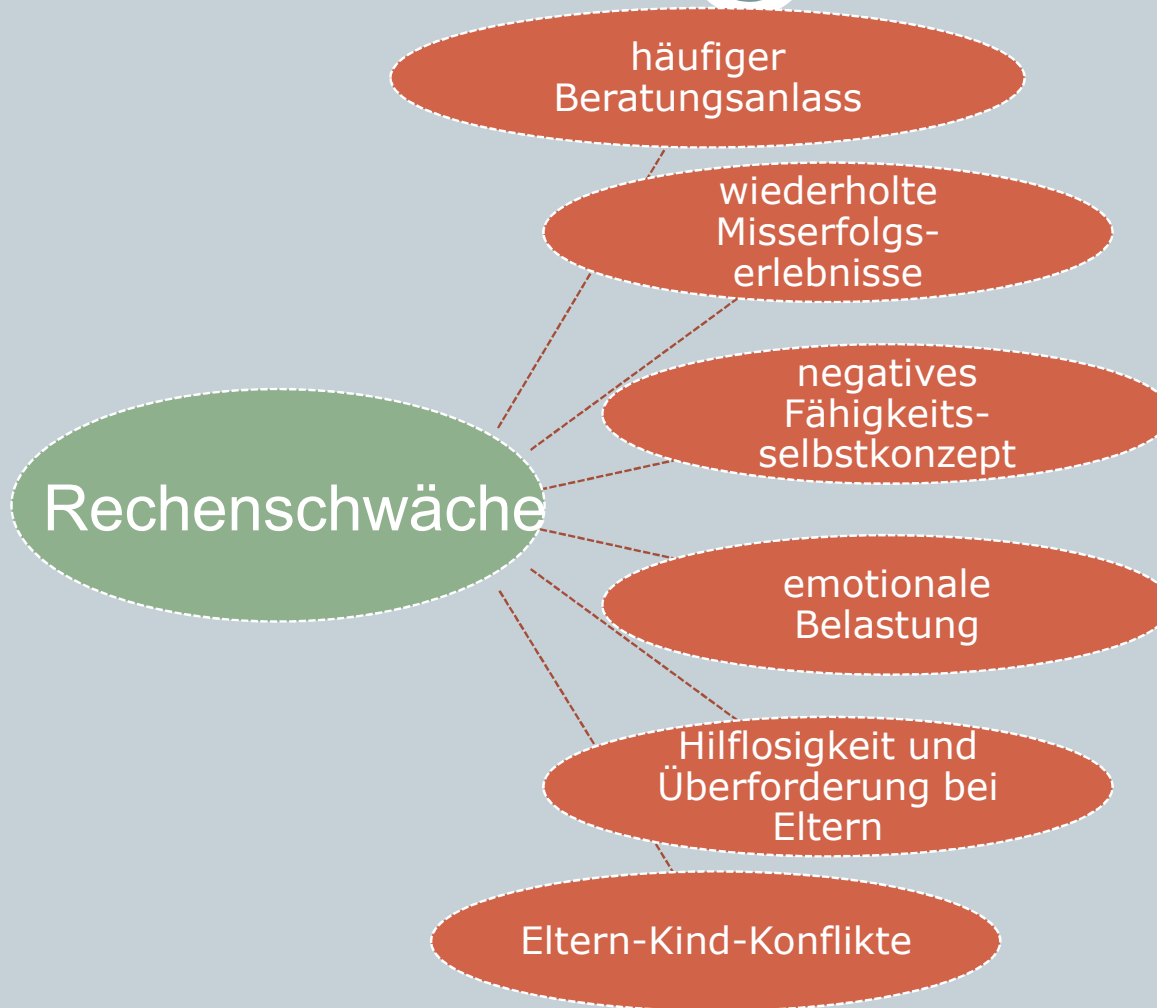 häufiger
Beratungsanlass
wiederholte
Misserfolgs-
erlebnisse
negatives
Fähigkeits-
selbstkonzept
Rechenschwäche
emotionale
Belastung
Hilflosigkeit und
Überforderung bei
Eltern
Eltern-Kind-Konflikte